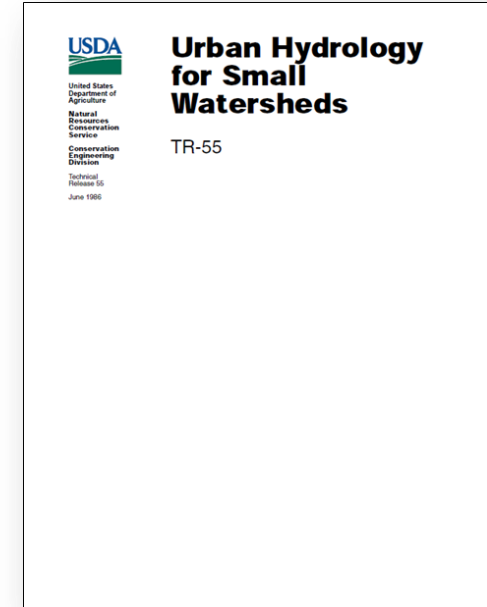 USDA
United States
Department of
Agriculture
Natural
Resources
Conservation
Service
Conservation
Engineering
Division
Technical
Release 55
June 1986
Urban Hydrology
for Small
Watersheds
TR-55